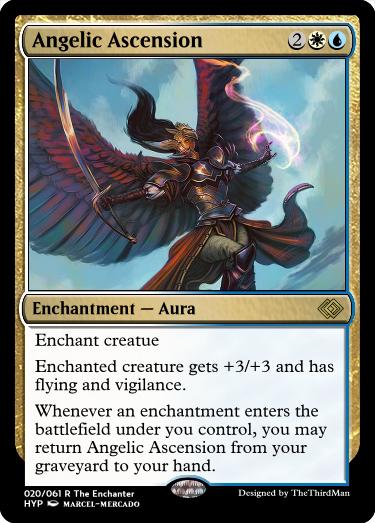 Angelic Ascension 2
Enchantment — Aura
Enchant creatue
Enchanted creature gets +3/+3 and has
flying and vigilance.
Whenever an enchantment enters the
battlefield under you control, you may
return Angelic Ascension from your
graveyard to your hand.
020/061 R The Enchanter Designed by TheThirdMan
HYP MARCEL-MERCADO